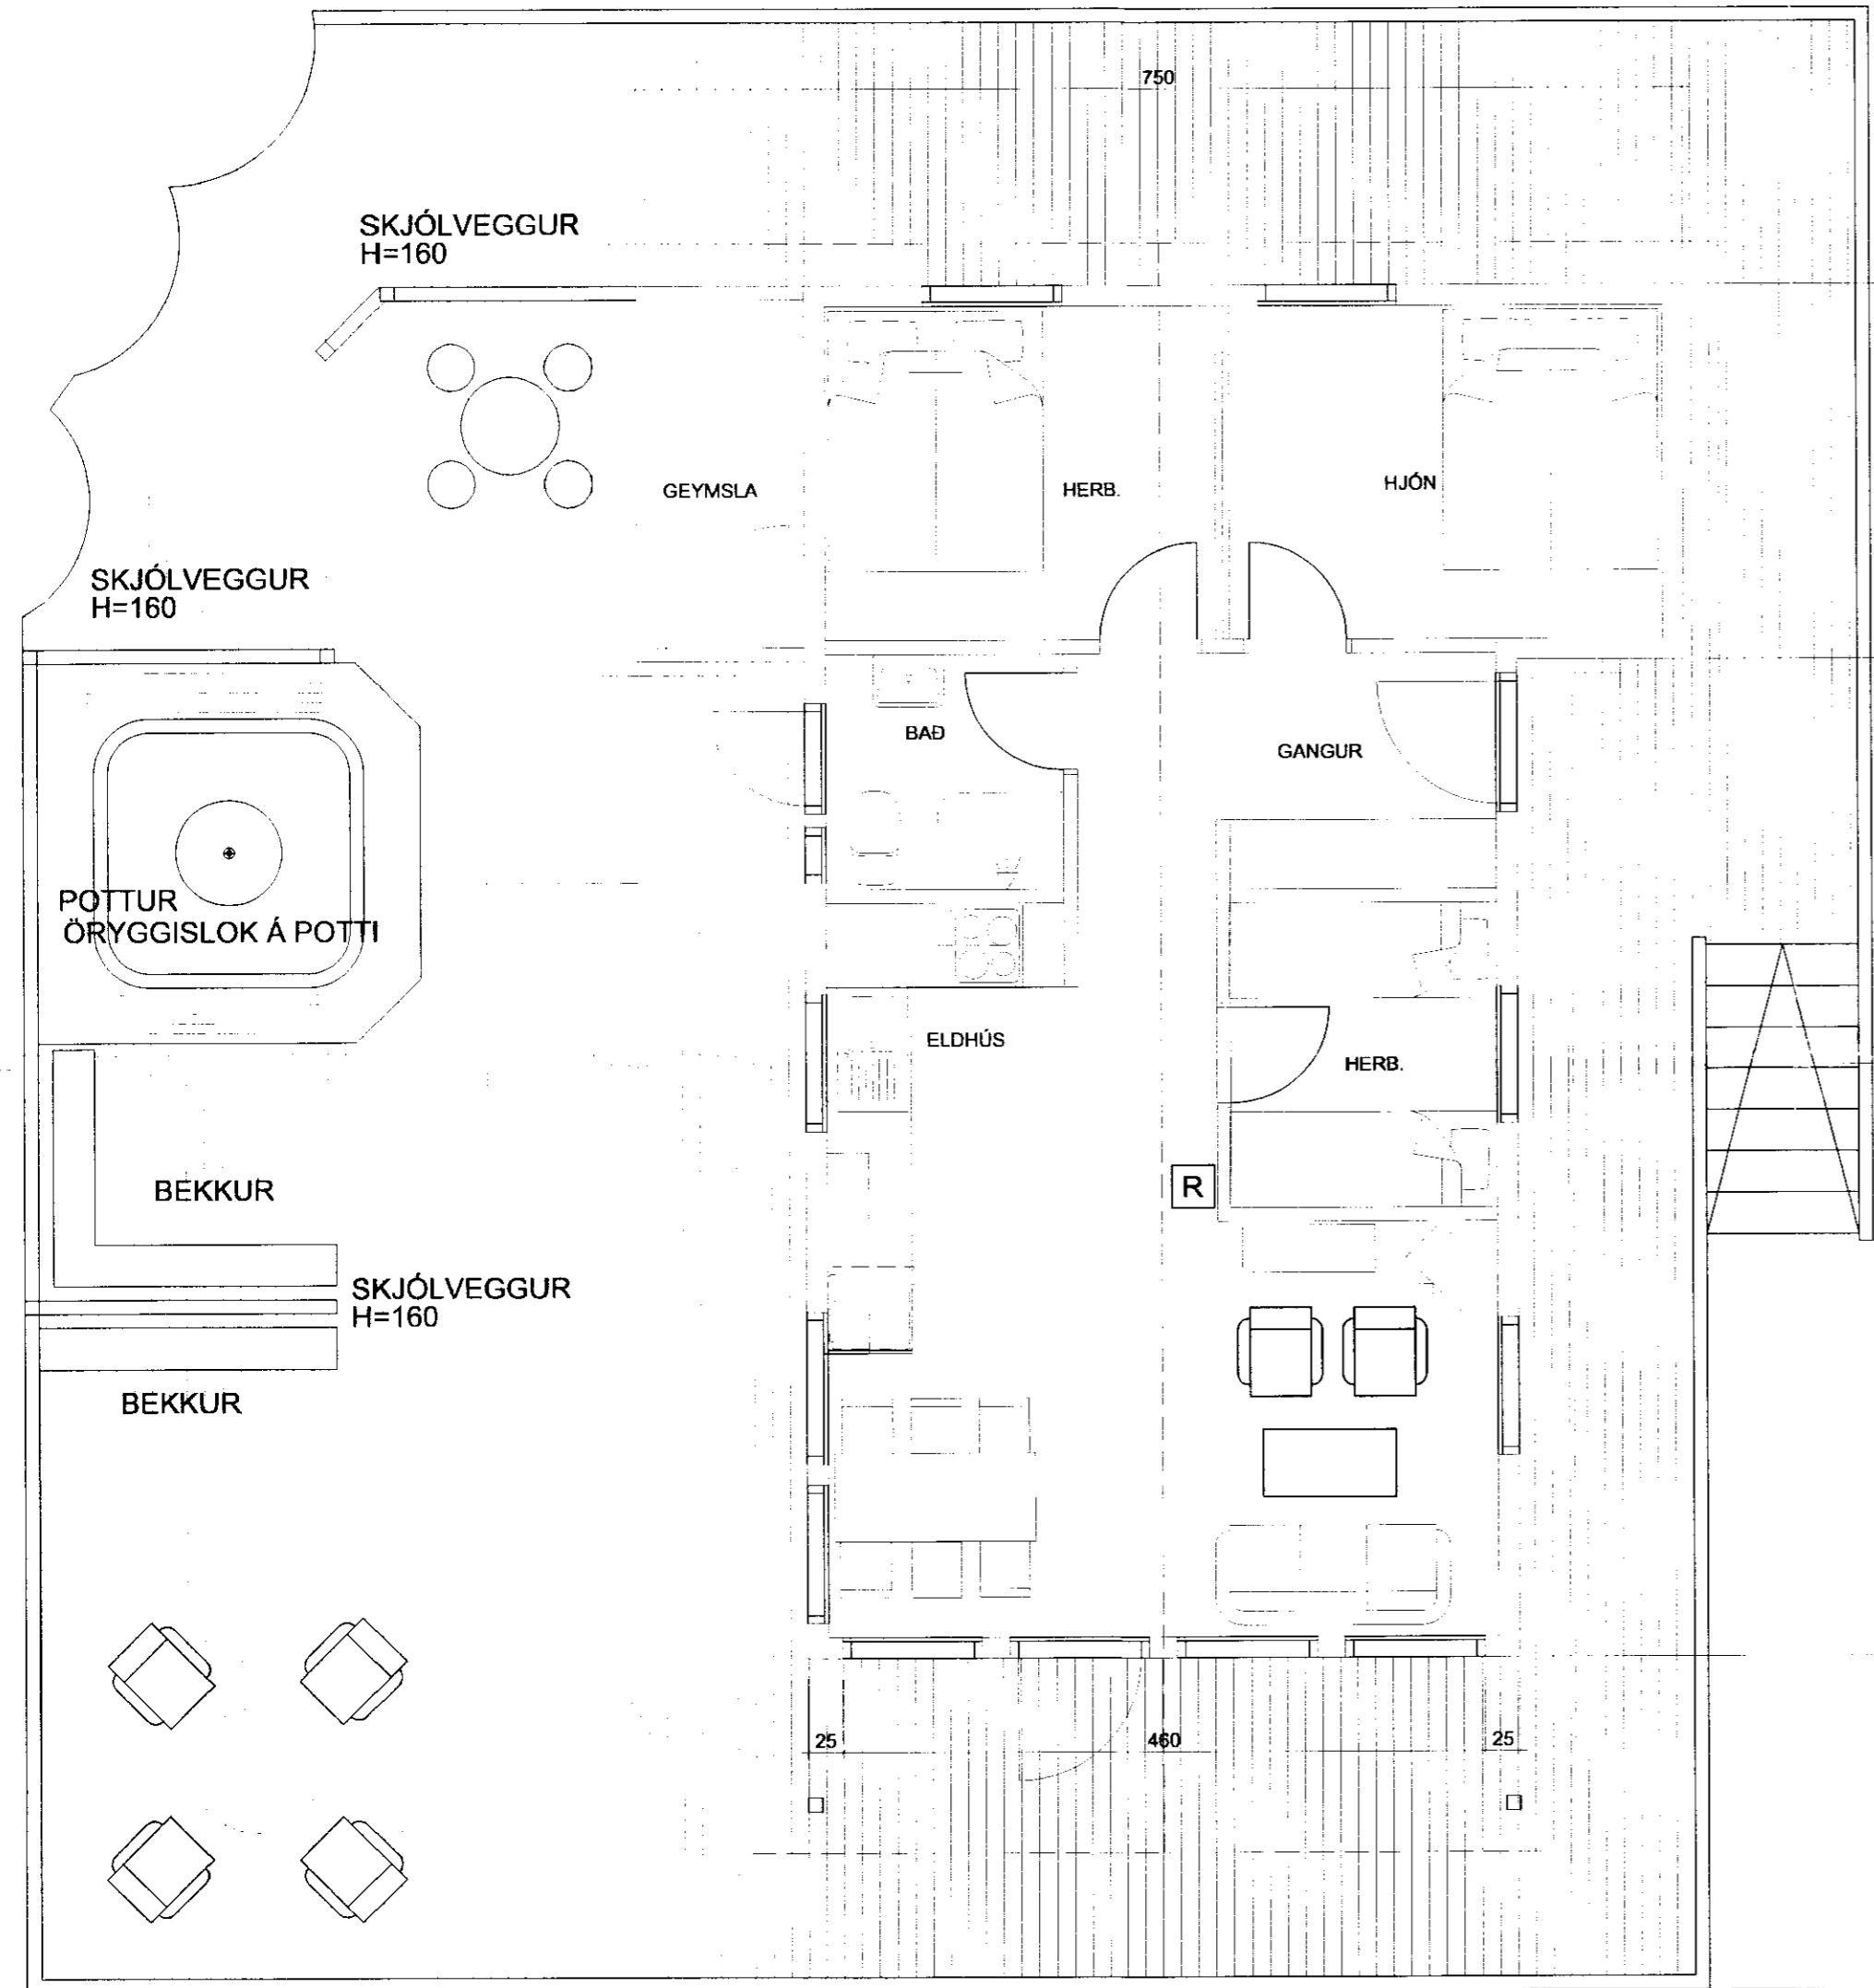 750
SKJÓLVEGGUR
H=160
GEYMSLA
HERB.
HJÓN
SKJÓLVEGGUR
H=160
BAÐ
GANGUR
POTTUR
ÖRYGGISLOK Á POTTI
ELDHÚS
HERB.
BEKKUR
R
SKJÓLVEGGUR
H=160
BEKKUR
25
460
25